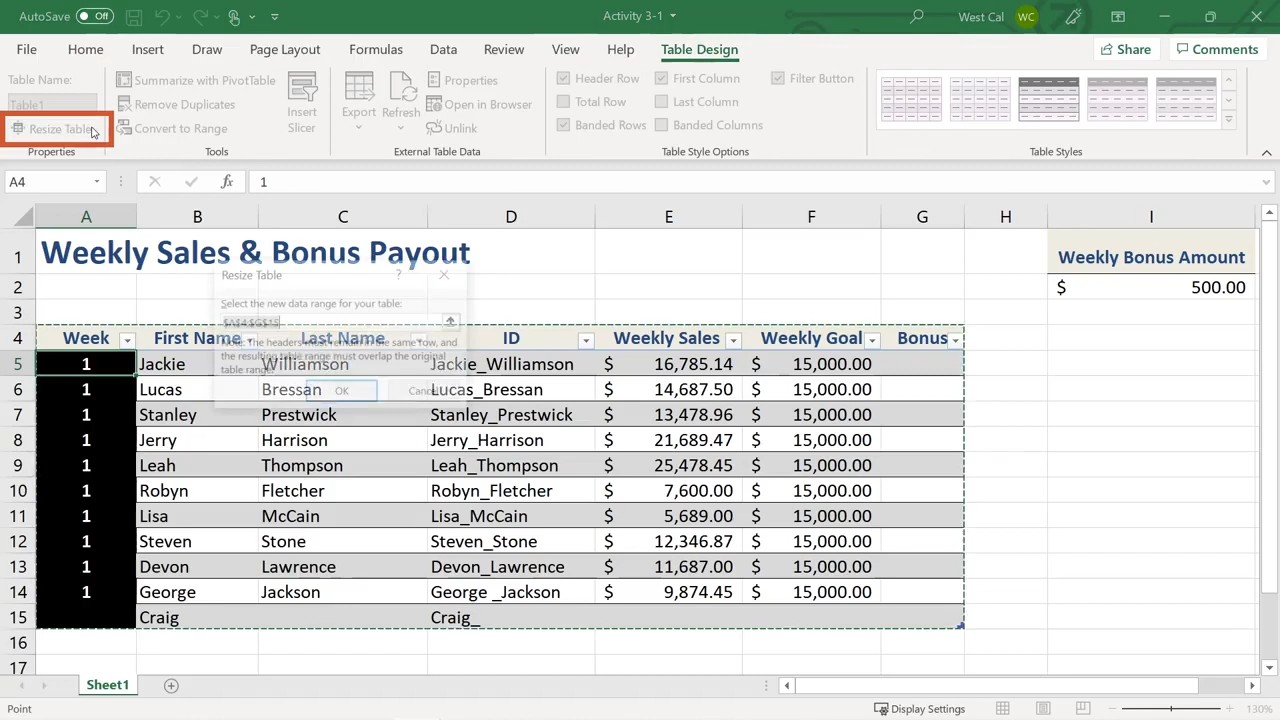 AutoSave Off Activity 3-1 West Cal WC
File Home Insert Draw Page Layout Formulas Data Review View Help Table Design Share Comments
Table Name:
Table1
Resize Table
Properties
Summarize with PivotTable
Remove Duplicates
Convert to Range
Insert
Slicer
Tools
Export Refresh
Properties
Open in Browser
Unlink
External Table Data
Header Row First Column Filter Button
Total Row Last Column
Banded Rows Banded Columns
Table Style Options
Table Styles
A4 fx 1
A B C D E F G H I
1 Weekly Sales & Bonus Payout Weekly Bonus Amount
2 $ 500.00
3
4 Week First Name Last Name ID Weekly Sales Weekly Goal Bonus
5 1 Jackie Williamson Jackie_Williamson $ 16,785.14 $ 15,000.00
6 1 Lucas Bressan Lucas_Bressan $ 14,687.50 $ 15,000.00
7 1 Stanley Prestwick Stanley_Prestwick $ 13,478.96 $ 15,000.00
8 1 Jerry Harrison Jerry_Harrison $ 21,689.47 $ 15,000.00
9 1 Leah Thompson Leah_Thompson $ 25,478.45 $ 15,000.00
10 1 Robyn Fletcher Robyn_Fletcher $ 7,600.00 $ 15,000.00
11 1 Lisa McCain Lisa_McCain $ 5,689.00 $ 15,000.00
12 1 Steven Stone Steven_Stone $ 12,346.87 $ 15,000.00
13 1 Devon Lawrence Devon_Lawrence $ 11,687.00 $ 15,000.00
14 1 George Jackson George _Jackson $ 9,874.45 $ 15,000.00
15 Craig Craig_
16
17
Resize Table ?
Select the new data range for your table:
$A$4:$G$15
Note: The headers must remain in the same row, and
the resulting table range must overlap the original
table range.
OK Cancel
Sheet1
Point Display Settings 130%